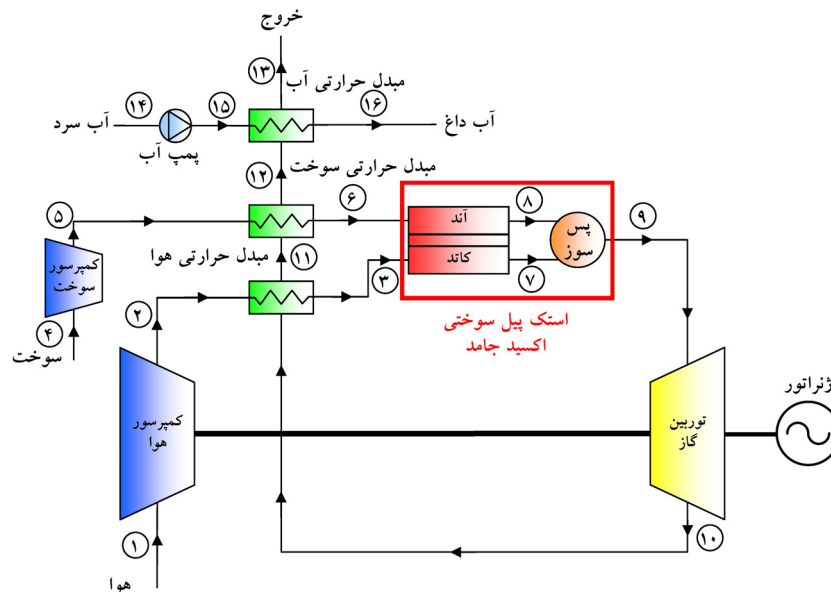 خروج
۱۳
مبدل حرارتی آب
۱۴
۱۵
۱۶
آب سرد
آب داغ
پمپ آب
۱۲
مبدل حرارتی سوخت
۵
۶
۸
۹
آند
پس
سوز
کمپرسور
سوخت
مبدل حرارتی هوا
۱۱
کاتد
۳
۷
۲
۴
سوخت
استک پیل سوختی
اکسید جامد
ژنراتور
کمپرسور
هوا
توربین
گاز
۱
۱۰
هوا